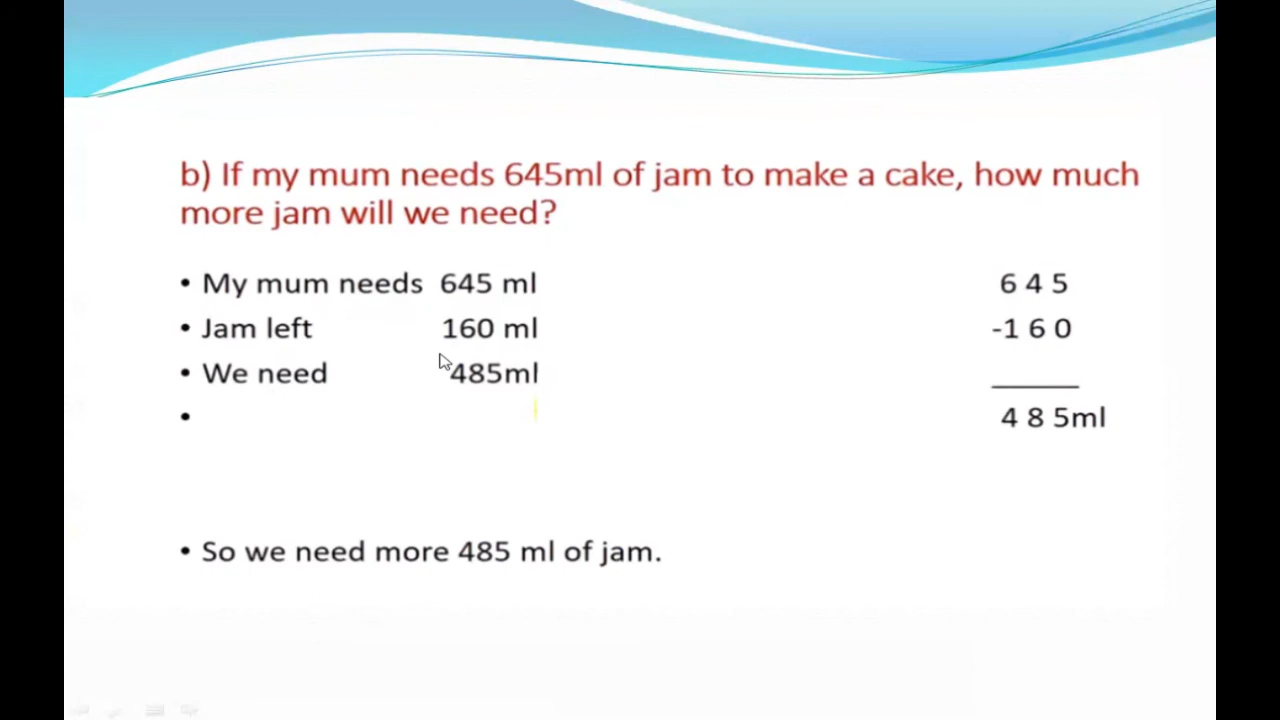 b) If my mum needs 645ml of jam to make a cake, how much
more jam will we need?
• My mum needs 645 ml
• Jam left 160 ml
• We need 485ml
•
6 4 5
-1 6 0
4 8 5ml
• So we need more 485 ml of jam.